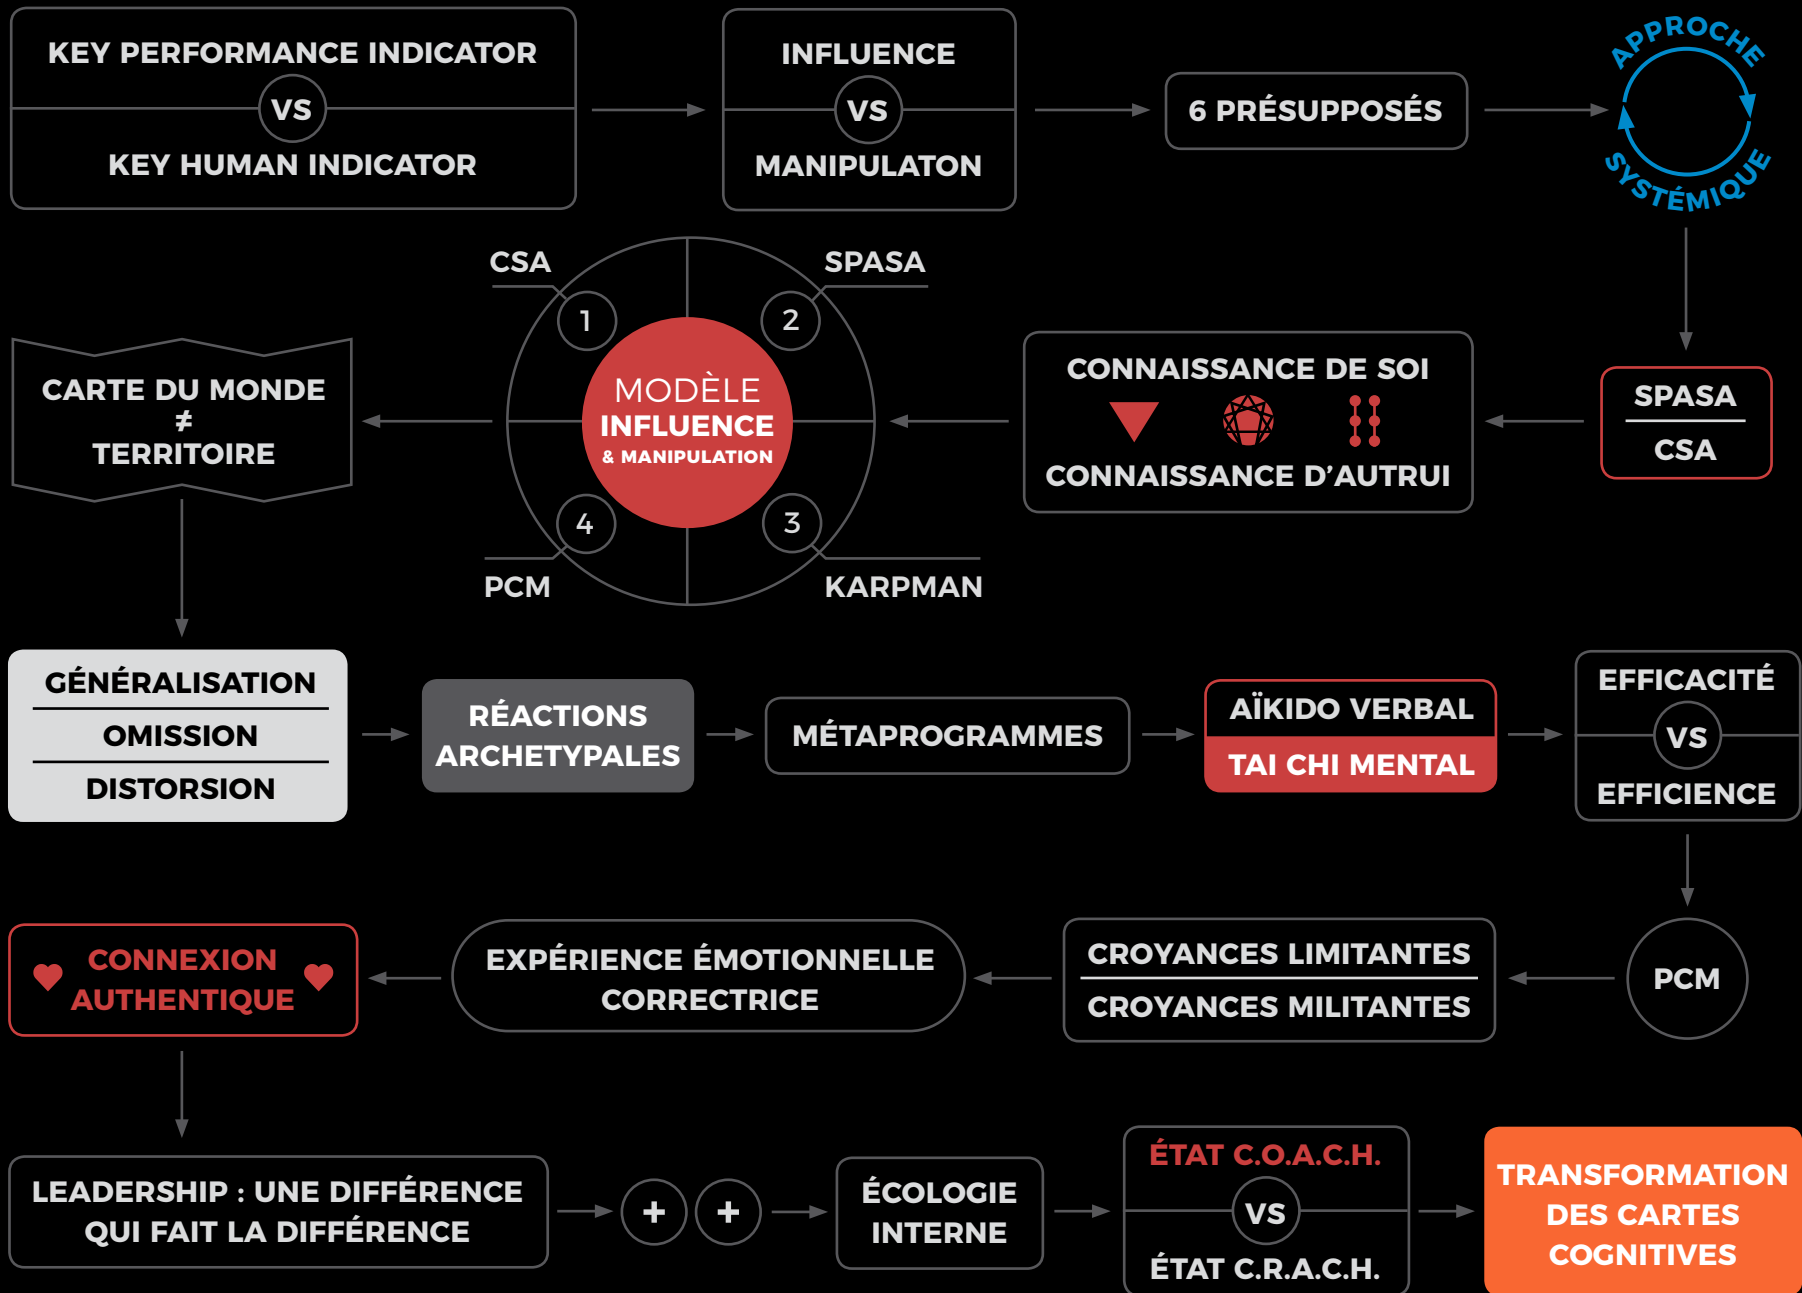 KEY PERFORMANCE INDICATOR
VS
KEY HUMAN INDICATOR
INFLUENCE
VS
MANIPULATON
6 PRÉSUPPOSÉS
APPROCHE
SYSTÉMIQUE
SPASA
CSA
CONNAISSANCE DE SOI
CONNAISSANCE D'AUTRUI
CSA
SPASA
1
2
MODÈLE
INFLUENCE
& MANIPULATION
4
3
PCM
KARPMAN
CARTE DU MONDE
≠
TERRITOIRE
GÉNÉRALISATION
OMISSION
DISTORSION
RÉACTIONS
ARCHETYPALES
MÉTAPROGRAMMES
AÏKIDO VERBAL
TAI CHI MENTAL
EFFICACITÉ
VS
EFFICIENCE
PCM
CROYANCES LIMITANTES
CROYANCES MILITANTES
EXPÉRIENCE ÉMOTIONNELLE
CORRECTRICE
CONNEXION
AUTHENTIQUE
LEADERSHIP : UNE DIFFÉRENCE
QUI FAIT LA DIFFÉRENCE
+ +
ÉCOLOGIE
INTERNE
ÉTAT C.O.A.C.H.
VS
ÉTAT C.R.A.C.H.
TRANSFORMATION
DES CARTES
COGNITIVES